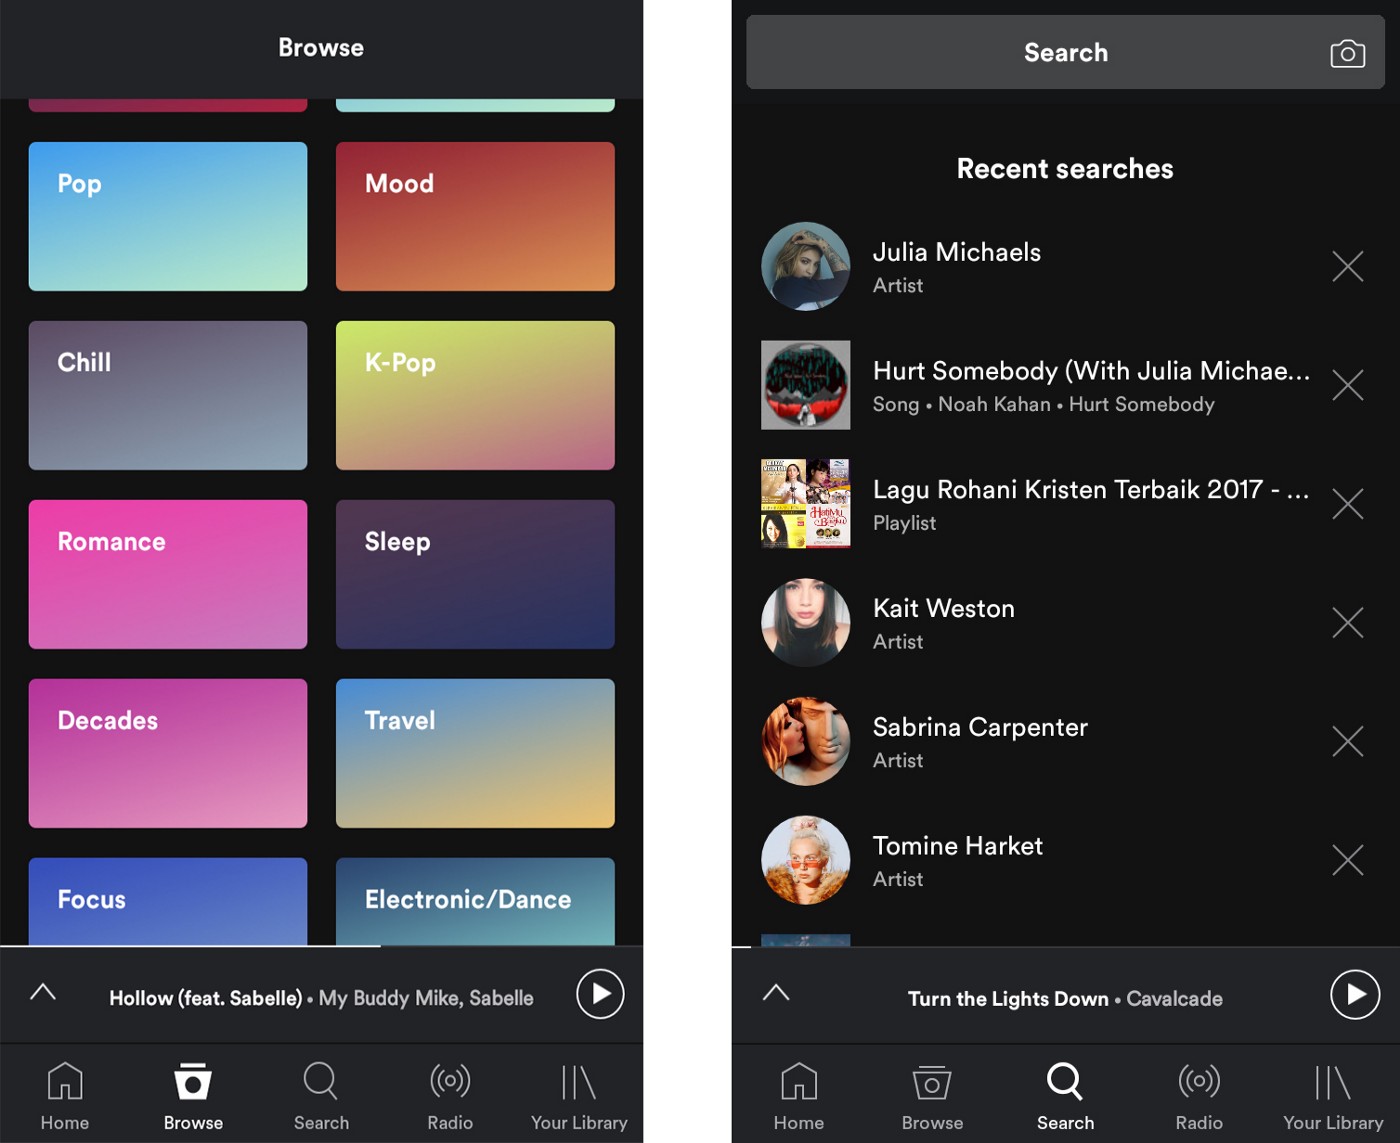 Browse
Pop
Mood
Chill
K-Pop
Romance
Sleep
Decades
Travel
Focus
Electronic/Dance
Hollow (feat. Sabelle) • My Buddy Mike, Sabelle
Home
Browse
Search
Radio
Your Library
Search
Recent searches
Julia Michaels
Artist
Hurt Somebody (With Julia Michae...
Song • Noah Kahan • Hurt Somebody
Lagu Rohani Kristen Terbaik 2017 - ...
Playlist
Kait Weston
Artist
Sabrina Carpenter
Artist
Tomine Harket
Artist
Turn the Lights Down • Cavalcade
Home
Browse
Search
Radio
Your Library